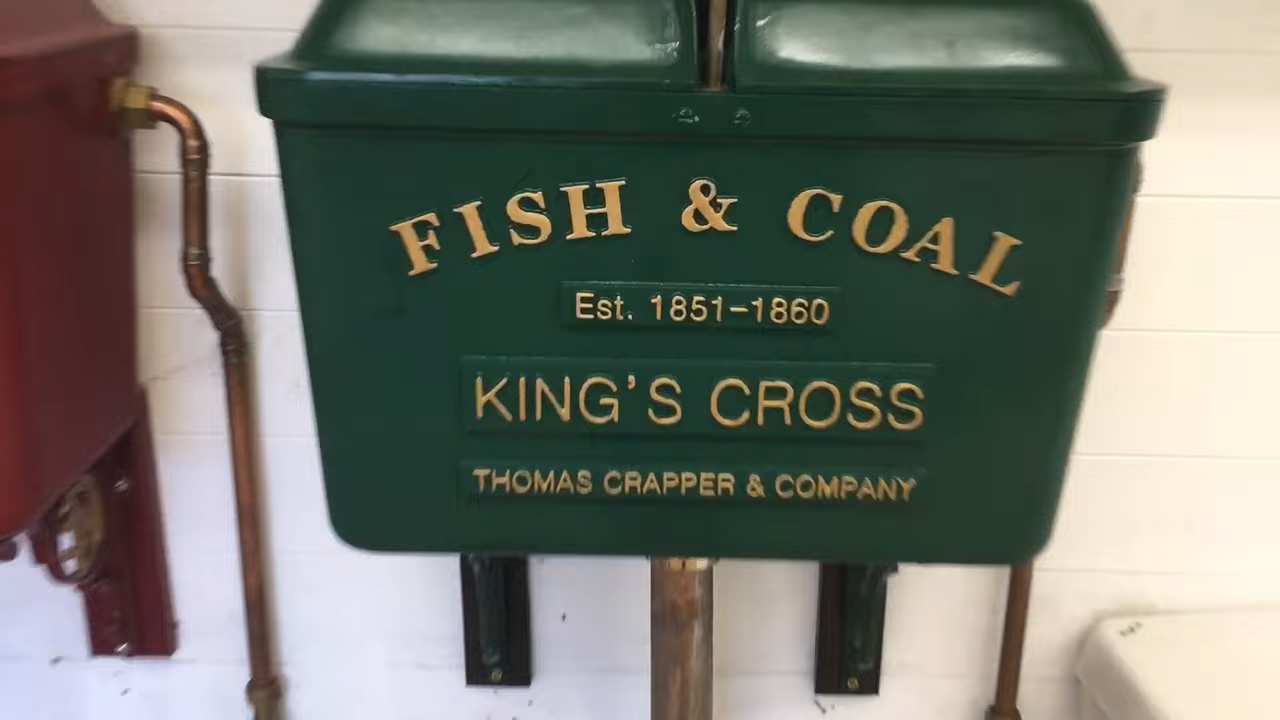 FISH & COAL
Est. 1851-1860
KING'S CROSS
THOMAS CRAPPER & COMPANY